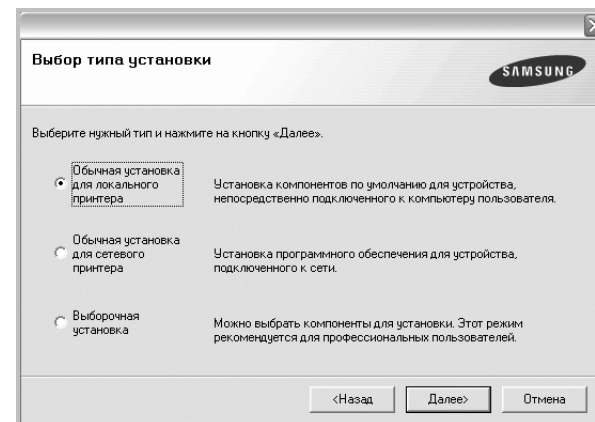 Выбор типа установки
SAMSUNG
Выберите нужный тип и нажмите на кнопку «Далее».
Обычная установка
для локального
принтера
Установка компонентов по умолчанию для устройства,
непосредственно подключенного к компьютеру пользователя.
Обычная установка
для сетевого
принтера
Установка программного обеспечения для устройства,
подключенного к сети.
Выборочная
установка
Можно выбрать компоненты для установки. Этот режим
рекомендуется для профессиональных пользователей.
<Назад
Далее>
Отмена